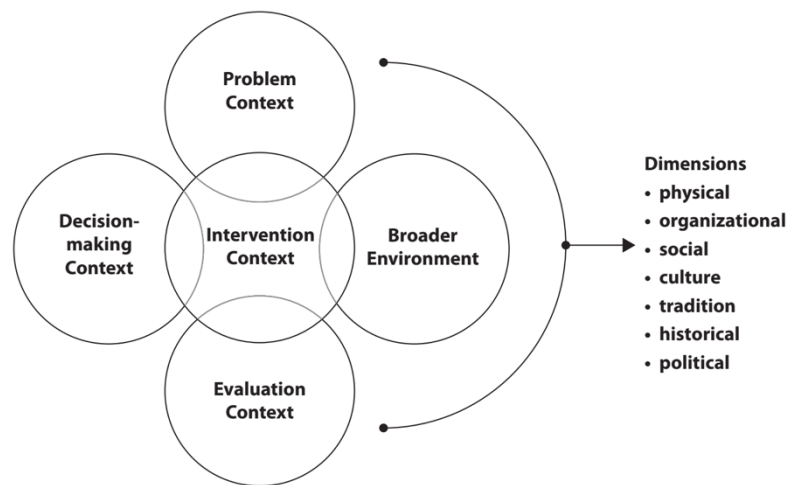 Problem
Context
Decision-
making
Context
Intervention
Context
Broader
Environment
Evaluation
Context
Dimensions
• physical
• organizational
• social
• culture
• tradition
• historical
• political